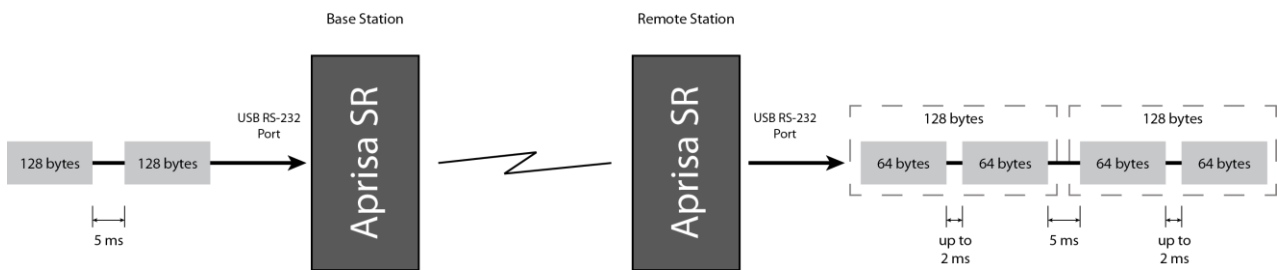 Base Station
Remote Station
Aprisa SR
Aprisa SR
USB RS-232
Port
USB RS-232
Port
128 bytes
128 bytes
128 bytes
128 bytes
64 bytes
64 bytes
64 bytes
64 bytes
5 ms
up to
2 ms
5 ms
up to
2 ms